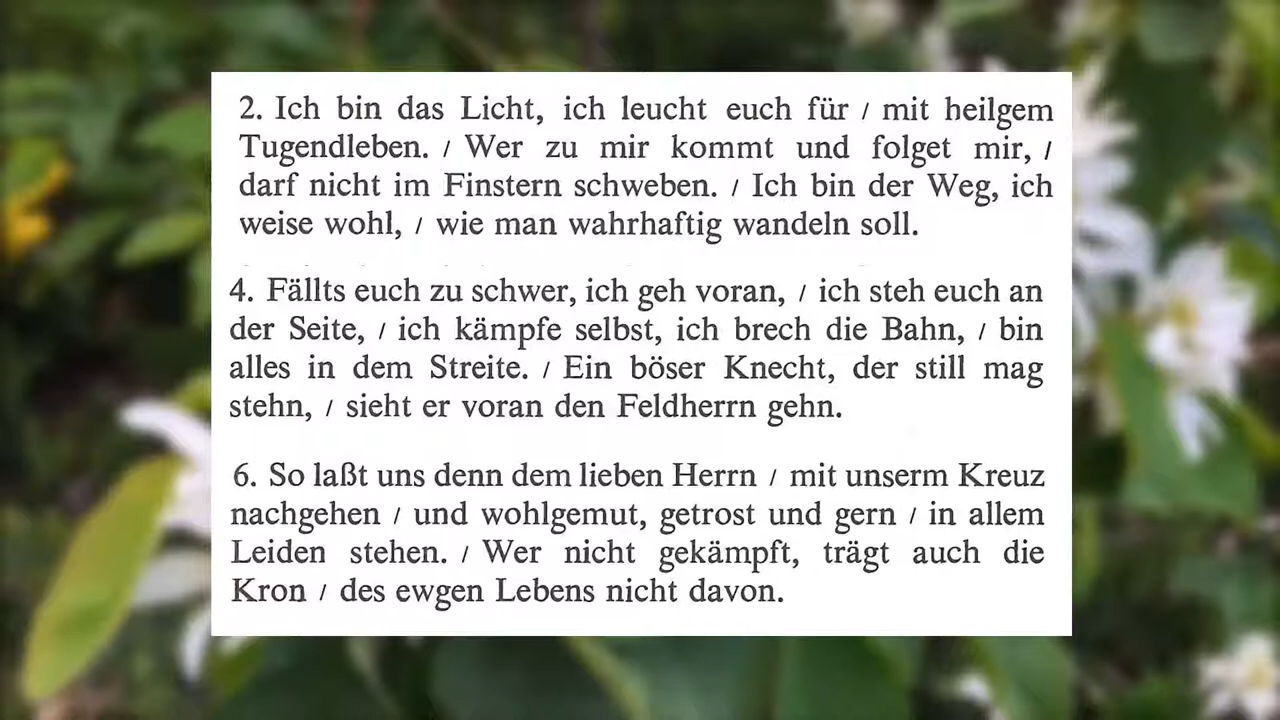 2. Ich bin das Licht, ich leucht euch für / mit heilgem
Tugendleben. / Wer zu mir kommt und folget mir, /
darf nicht im Finstern schweben. / Ich bin der Weg, ich
weise wohl, / wie man wahrhaftig wandeln soll.
4. Fällts euch zu schwer, ich geh voran, / ich steh euch an
der Seite, / ich kämpfe selbst, ich brech die Bahn, / bin
alles in dem Streite. / Ein böser Knecht, der still mag
stehn, / sieht er voran den Feldherrn gehn.
6. So laßt uns denn dem lieben Herrn / mit unserm Kreuz
nachgehen / und wohlgemut, getrost und gern / in allem
Leiden stehen. / Wer nicht gekämpft, trägt auch die
Kron / des ewgen Lebens nicht davon.